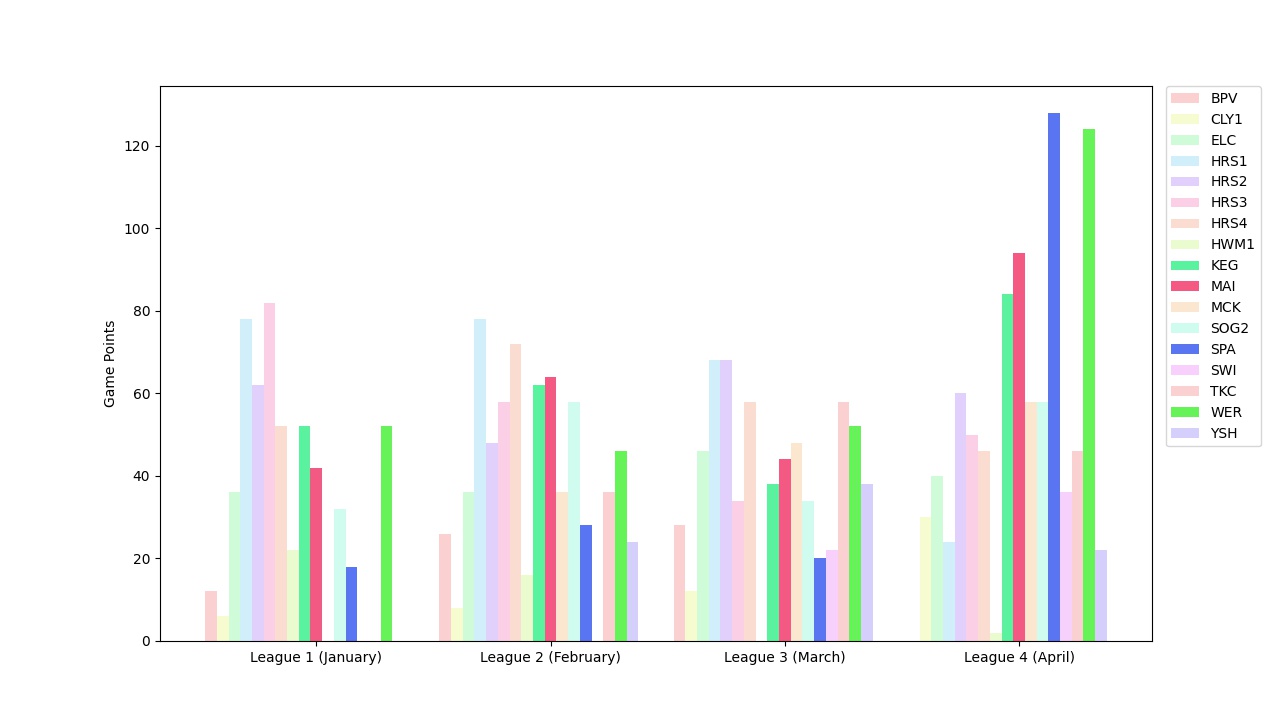 Game Points
120
100
80
60
40
20
0
League 1 (January)
League 2 (February)
League 3 (March)
League 4 (April)
BPV
CLY1
ELC
HRS1
HRS2
HRS3
HRS4
HWM1
KEG
MAI
MCK
SOG2
SPA
SWI
TKC
WER
YSH